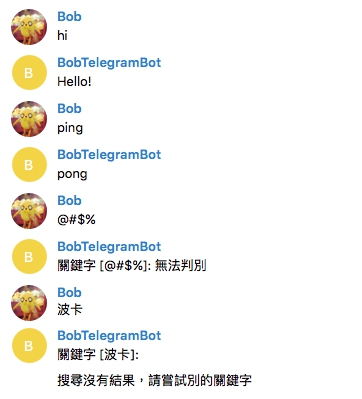 Bob
hi
B
BobTelegramBot
Hello!
Bob
ping
B
BobTelegramBot
pong
Bob
@#$%
B
BobTelegramBot
關鍵字 [@#$%]: 無法判別
Bob
波卡
B
BobTelegramBot
關鍵字 [波卡]:
搜尋沒有結果，請嘗試別的關鍵字